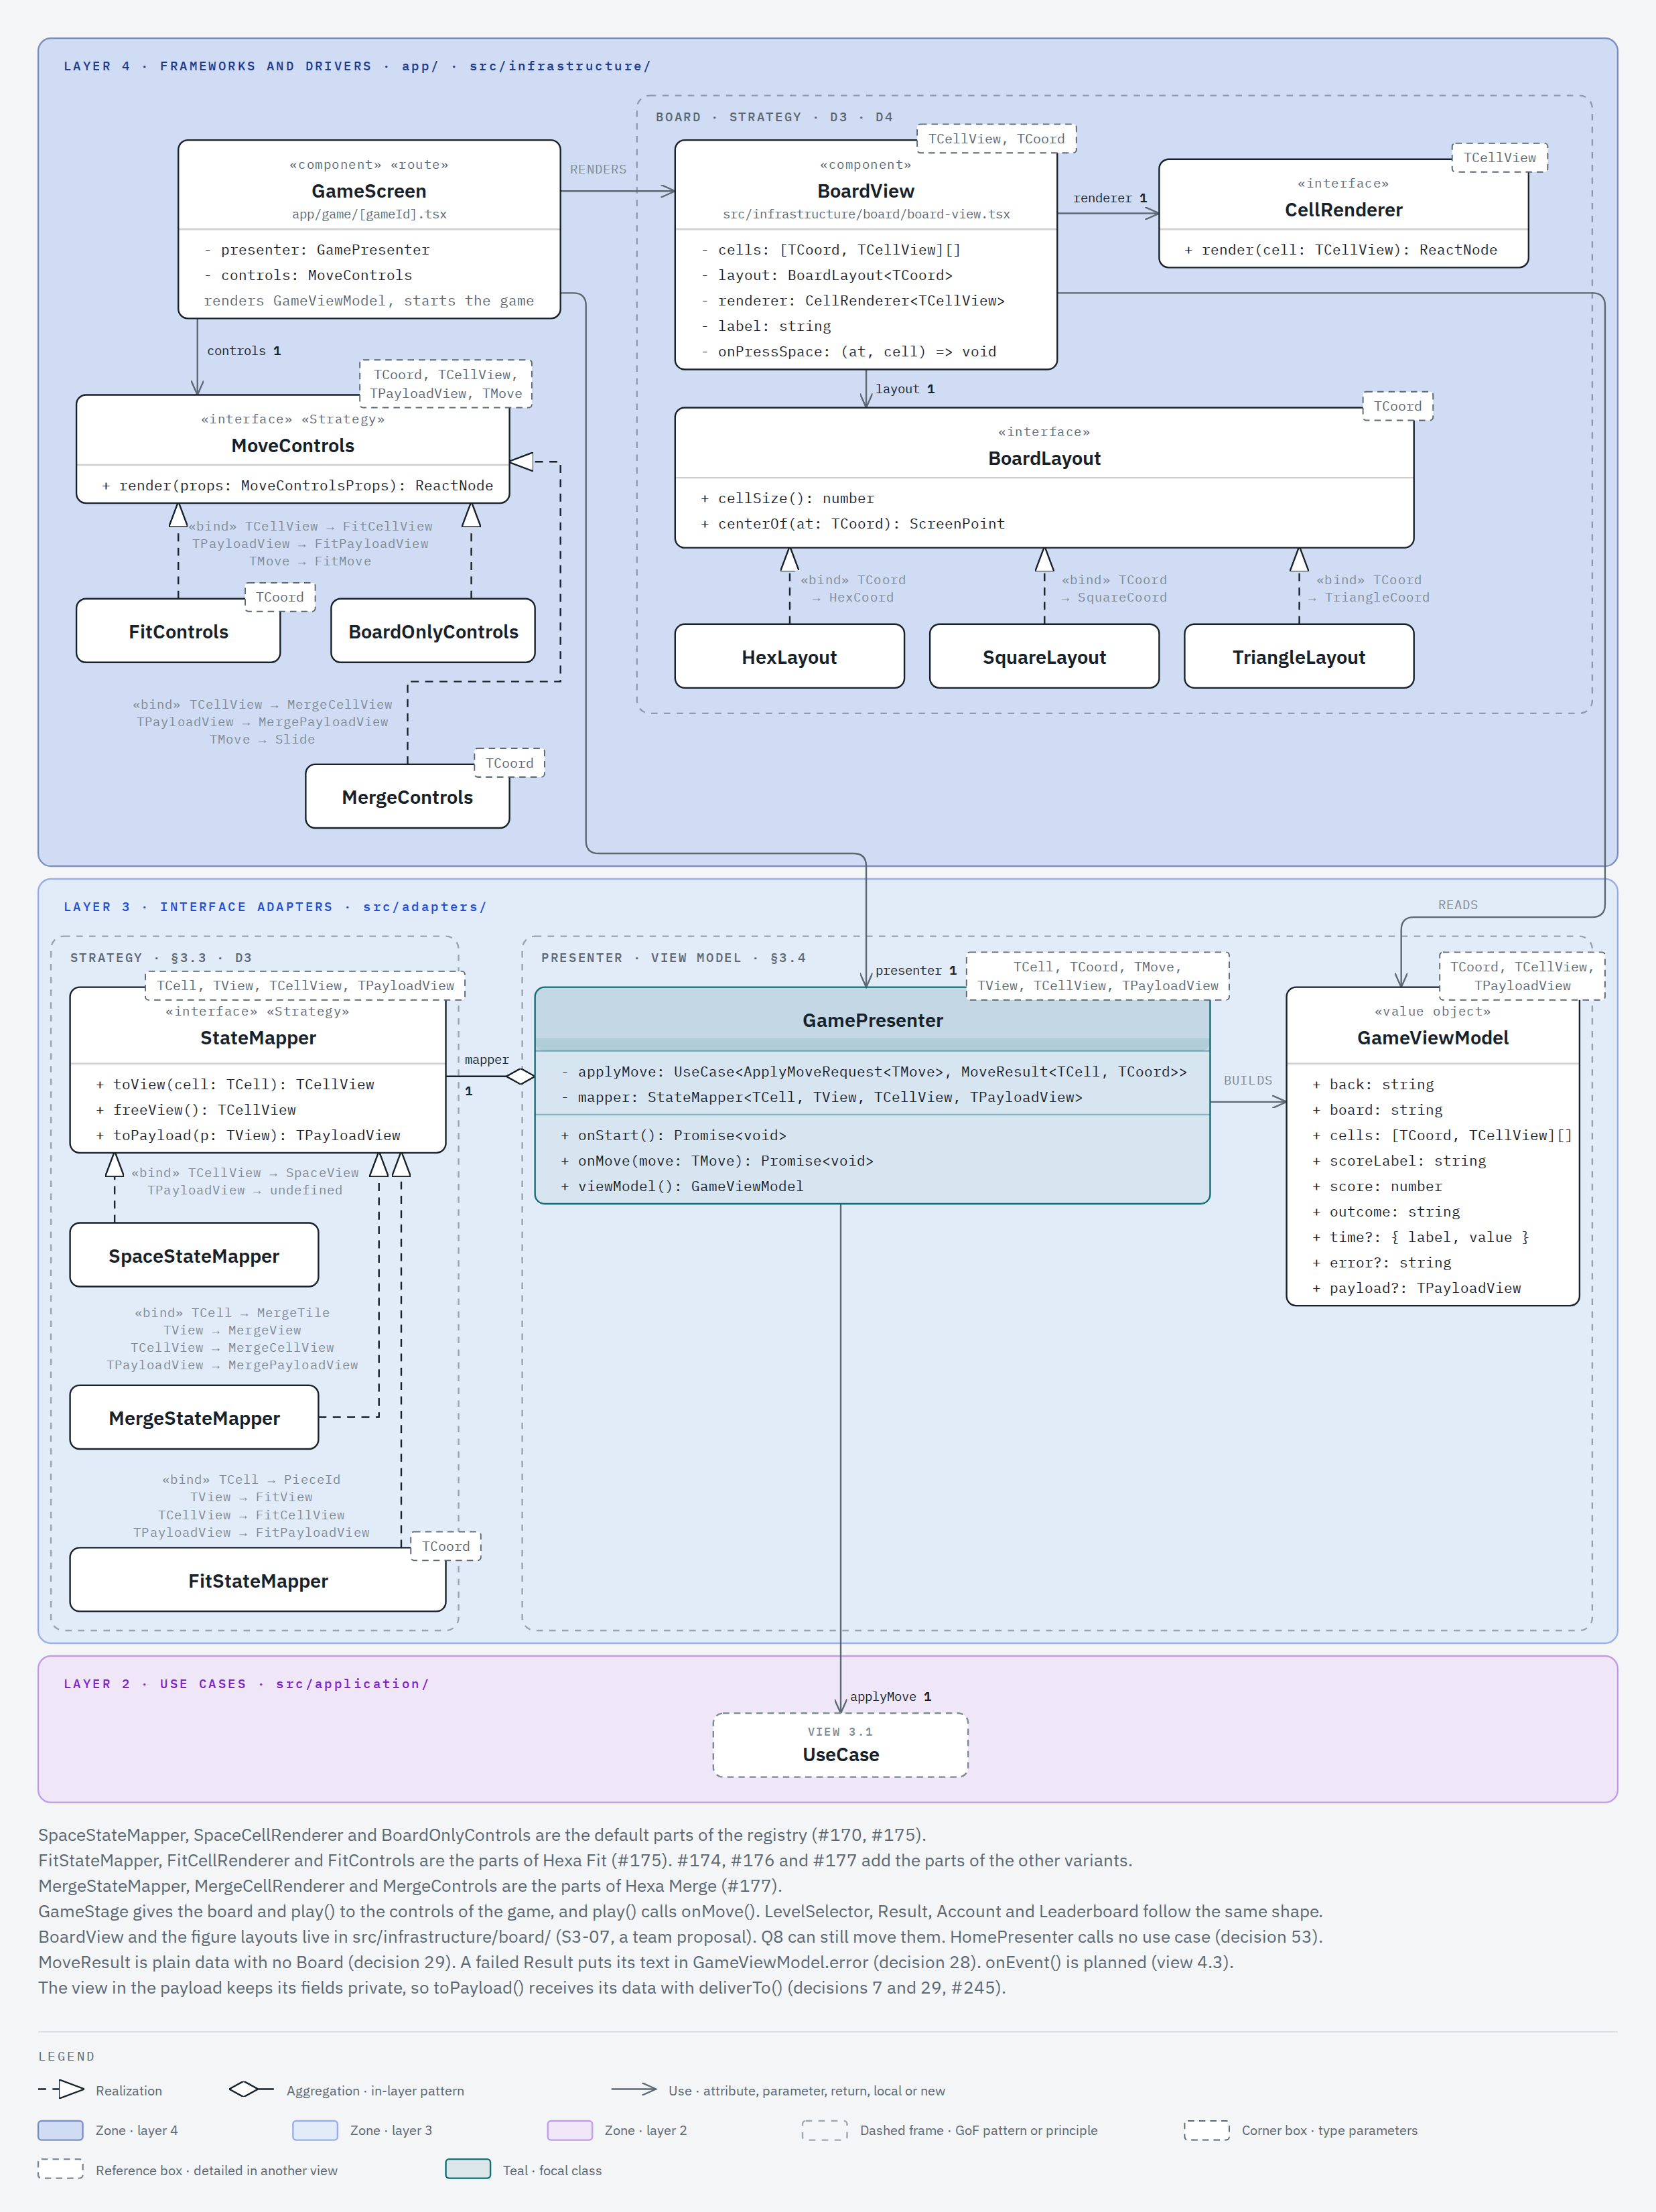 LAYER 4 · FRAMEWORKS AND DRIVERS · app/ · src/infrastructure/
BOARD · STRATEGY · D3 · D4
«component» «route»
GameScreen
app/game/[gameId].tsx
- presenter: GamePresenter
- controls: MoveControls
renders GameViewModel, starts the game
RENDERS
TCellView, TCoord
«component»
BoardView
src/infrastructure/board/board-view.tsx
- cells: [TCoord, TCellView][]
- layout: BoardLayout<TCoord>
- renderer: CellRenderer<TCellView>
- label: string
- onPressSpace: (at, cell) => void
renderer 1
TCellView
«interface»
CellRenderer
+ render(cell: TCellView): ReactNode
controls 1
TCoord, TCellView,
TPayloadView, TMove
«interface» «Strategy»
MoveControls
+ render(props: MoveControlsProps): ReactNode
layout 1
TCoord
«interface»
BoardLayout
+ cellSize(): number
+ centerOf(at: TCoord): ScreenPoint
«bind» TCellView → FitCellView
TPayloadView → FitPayloadView
TMove → FitMove
TCoord
FitControls
BoardOnlyControls
«bind» TCoord
→ HexCoord
«bind» TCoord
→ SquareCoord
«bind» TCoord
→ TriangleCoord
HexLayout
SquareLayout
TriangleLayout
«bind» TCellView → MergeCellView
TPayloadView → MergePayloadView
TMove → Slide
TCoord
MergeControls
LAYER 3 · INTERFACE ADAPTERS · src/adapters/
READS
STRATEGY · §3.3 · D3
TCell, TView, TCellView, TPayloadView
«interface» «Strategy»
StateMapper
+ toView(cell: TCell): TCellView
+ freeView(): TCellView
+ toPayload(p: TView): TPayloadView
mapper
1
PRESENTER · VIEW MODEL · §3.4
presenter 1
TCell, TCoord, TMove,
TView, TCellView, TPayloadView
GamePresenter
- applyMove: UseCase<ApplyMoveRequest<TMove>, MoveResult<TCell, TCoord>>
- mapper: StateMapper<TCell, TView, TCellView, TPayloadView>
+ onStart(): Promise<void>
+ onMove(move: TMove): Promise<void>
+ viewModel(): GameViewModel
BUILDS
TCoord, TCellView,
TPayloadView
«value object»
GameViewModel
+ back: string
+ board: string
+ cells: [TCoord, TCellView][]
+ scoreLabel: string
+ score: number
+ outcome: string
+ time?: { label, value }
+ error?: string
+ payload?: TPayloadView
«bind» TCellView → SpaceView
TPayloadView → undefined
SpaceStateMapper
«bind» TCell → MergeTile
TView → MergeView
TCellView → MergeCellView
TPayloadView → MergePayloadView
MergeStateMapper
«bind» TCell → PieceId
TView → FitView
TCellView → FitCellView
TPayloadView → FitPayloadView
TCoord
FitStateMapper
LAYER 2 · USE CASES · src/application/
applyMove 1
VIEW 3.1
UseCase
SpaceStateMapper, SpaceCellRenderer and BoardOnlyControls are the default parts of the registry (#170, #175).
FitStateMapper, FitCellRenderer and FitControls are the parts of Hexa Fit (#175). #174, #176 and #177 add the parts of the other variants.
MergeStateMapper, MergeCellRenderer and MergeControls are the parts of Hexa Merge (#177).
GameStage gives the board and play() to the controls of the game, and play() calls onMove(). LevelSelector, Result, Account and Leaderboard follow the same shape.
BoardView and the figure layouts live in src/infrastructure/board/ (S3-07, a team proposal). Q8 can still move them. HomePresenter calls no use case (decision 53).
MoveResult is plain data with no Board (decision 29). A failed Result puts its text in GameViewModel.error (decision 28). onEvent() is planned (view 4.3).
The view in the payload keeps its fields private, so toPayload() receives its data with deliverTo() (decisions 7 and 29, #245).
LEGEND
Realization
Aggregation · in-layer pattern
Use · attribute, parameter, return, local or new
Zone · layer 4
Zone · layer 3
Zone · layer 2
Dashed frame · GoF pattern or principle
Corner box · type parameters
Reference box · detailed in another view
Teal · focal class